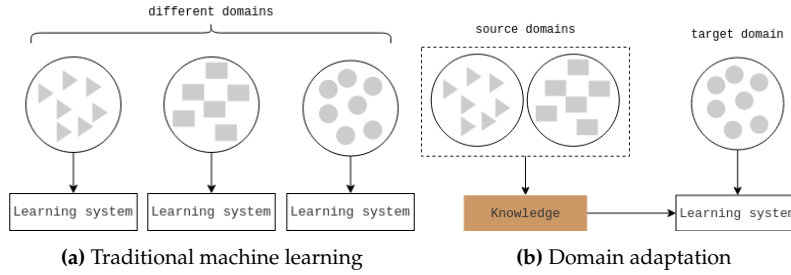 different domains
Learning system
Learning system
Learning system
(a) Traditional machine learning
source domains
target domain
Knowledge
Learning system
(b) Domain adaptation